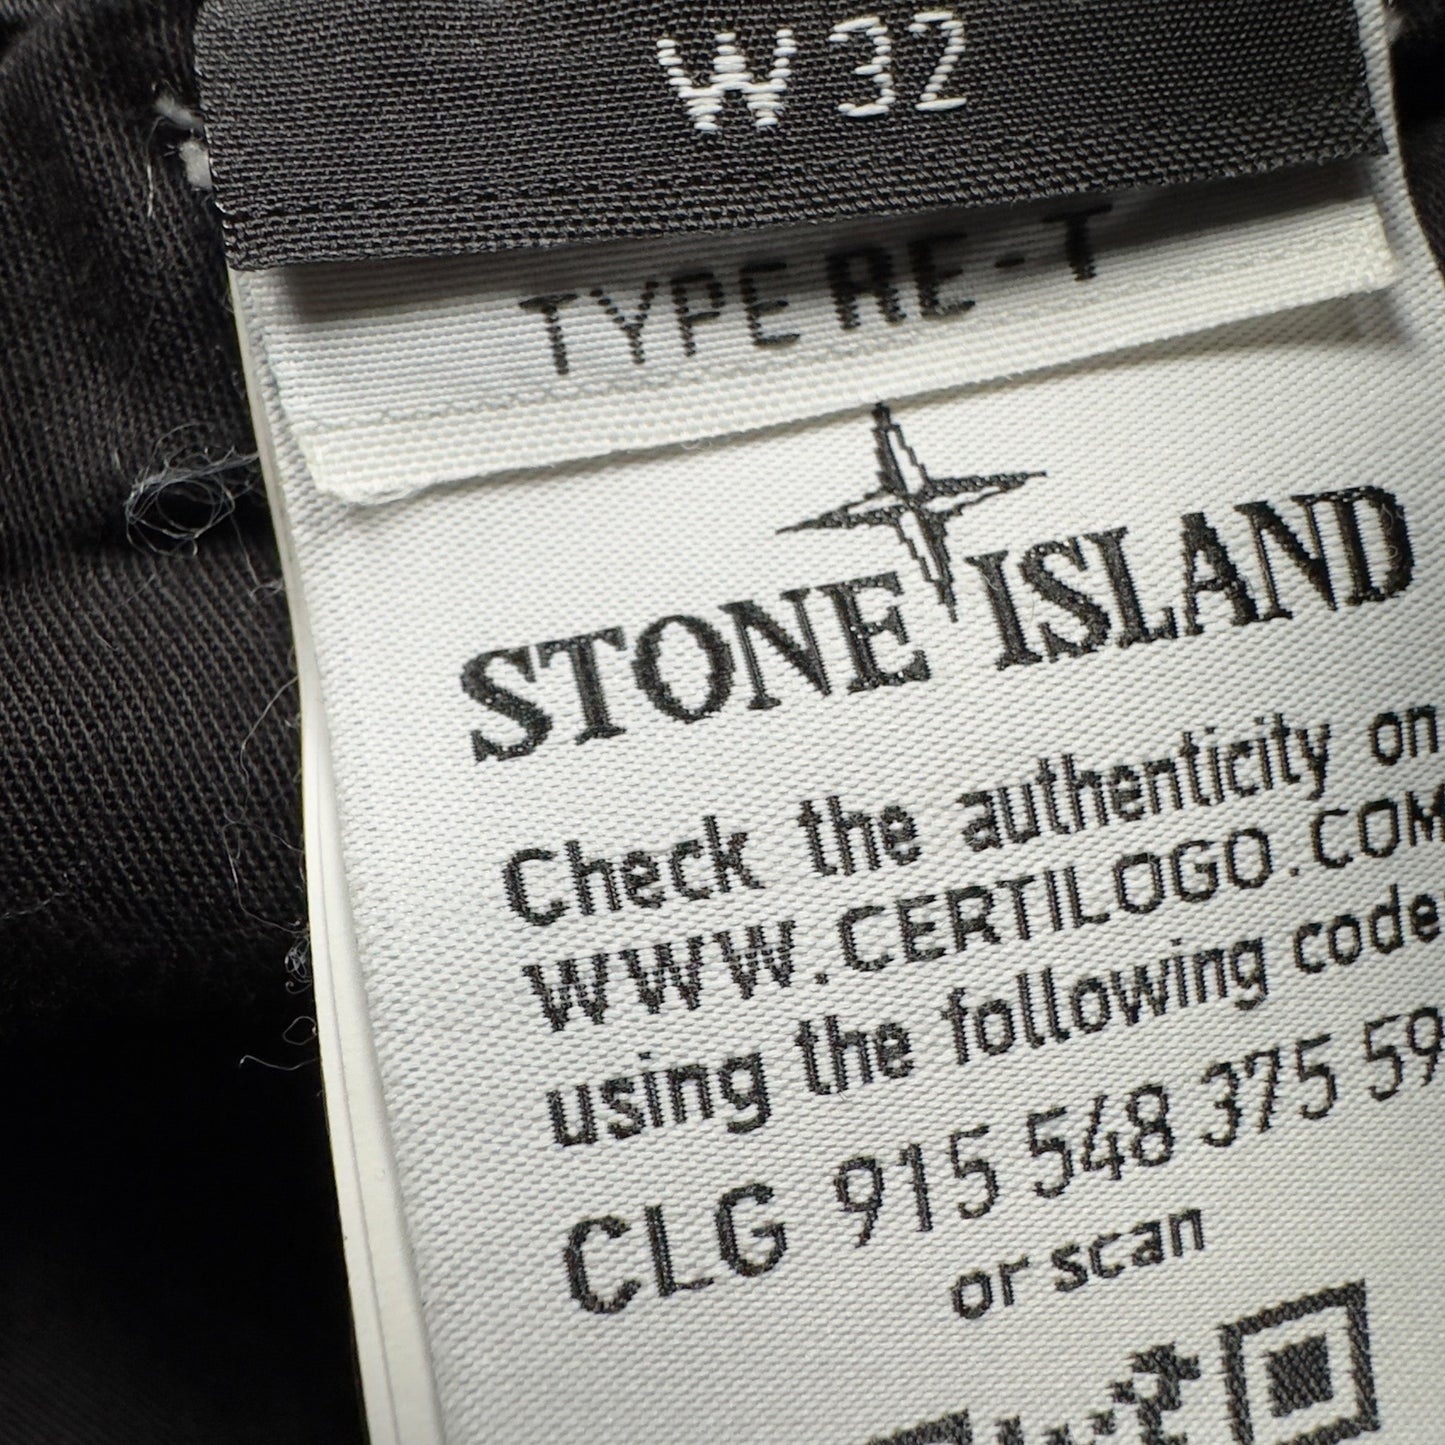 W 32
TYPE RE - T
STONE ISLAND
Check the authenticity on
WWW.CERTILOGO.COM
using the following code
CLG 915 548 375 59
or scan